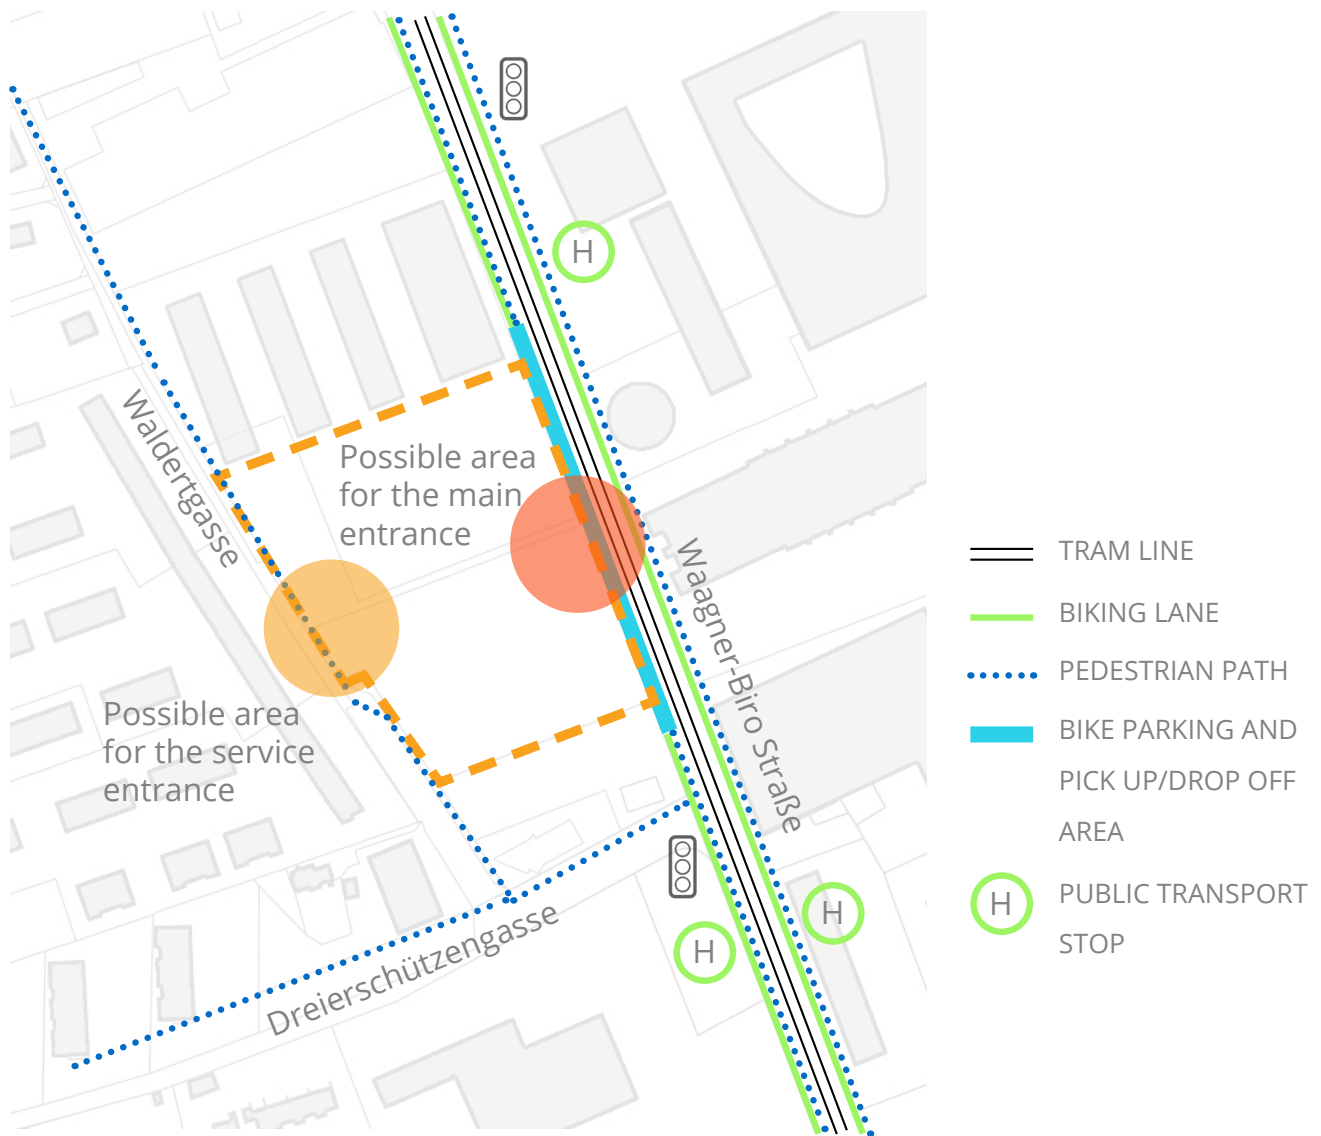 H
Waldertgasse
Possible area
for the main
entrance
Waagner-Biro Straße
Possible area
for the service
entrance
H
H
Dreierschützengasse
TRAM LINE
BIKING LANE
PEDESTRIAN PATH
BIKE PARKING AND
PICK UP/DROP OFF
AREA
H
PUBLIC TRANSPORT
STOP